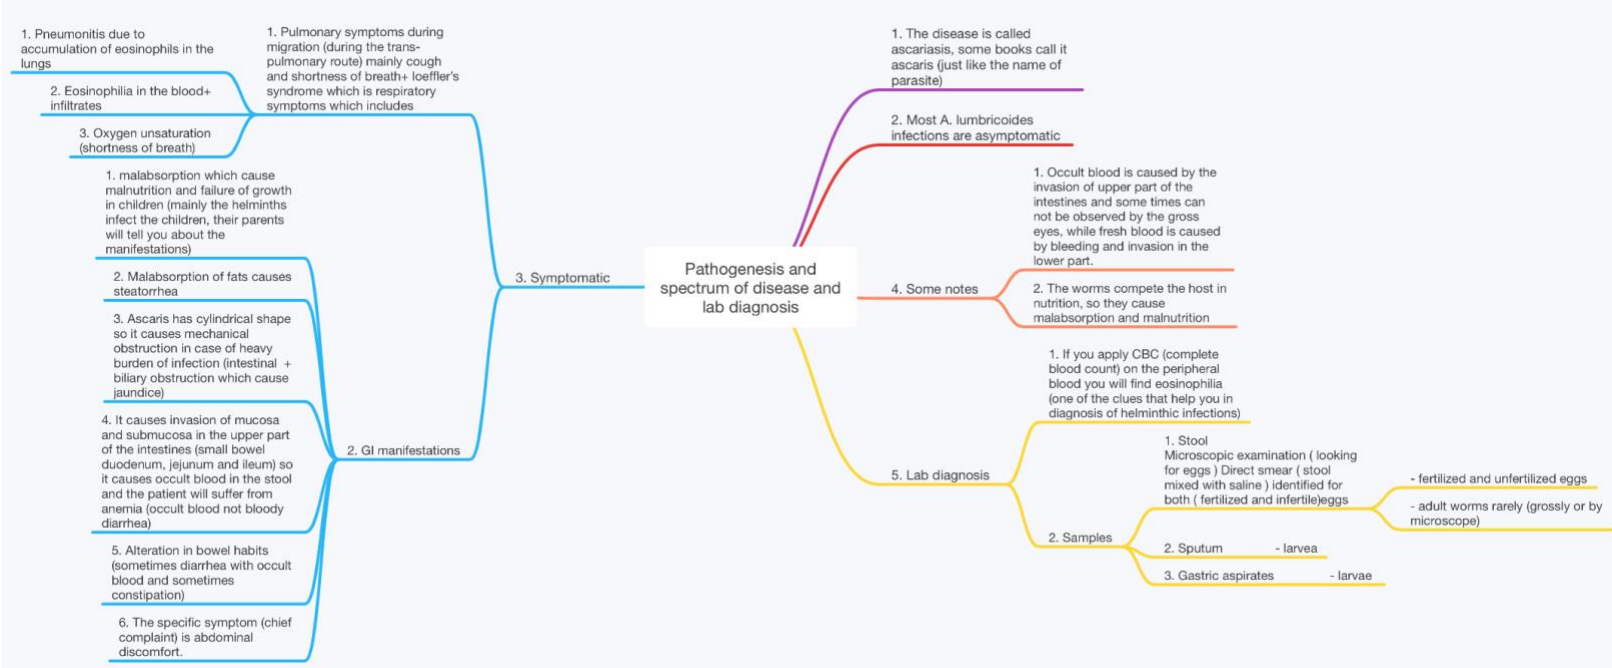 Pathogenesis and
spectrum of disease and
lab diagnosis
1. The disease is called
ascariasis, some books call it
ascaris (just like the name of
parasite)
2. Most A. lumbricoides
infections are asymptomatic
3. Symptomatic
1. Pulmonary symptoms during
migration (during the trans-
pulmonary route) mainly cough
and shortness of breath+ loeffler's
syndrome which is respiratory
symptoms which includes
1. Pneumonitis due to
accumulation of eosinophils in the
lungs
2. Eosinophilia in the blood+
infiltrates
3. Oxygen unsaturation
(shortness of breath)
2. GI manifestations
1. malabsorption which cause
malnutrition and failure of growth
in children (mainly the helminths
infect the children, their parents
will tell you about the
manifestations)
2. Malabsorption of fats causes
steatorrhea
3. Ascaris has cylindrical shape
so it causes mechanical
obstruction in case of heavy
burden of infection (intestinal +
biliary obstruction which cause
jaundice)
4. It causes invasion of mucosa
and submucosa in the upper part
of the intestines (small bowel
duodenum, jejunum and ileum) so
it causes occult blood in the stool
and the patient will suffer from
anemia (occult blood not bloody
diarrhea)
5. Alteration in bowel habits
(sometimes diarrhea with occult
blood and sometimes
constipation)
6. The specific symptom (chief
complaint) is abdominal
discomfort.
4. Some notes
1. Occult blood is caused by the
invasion of upper part of the
intestines and some times can
not be observed by the gross
eyes, while fresh blood is caused
by bleeding and invasion in the
lower part.
2. The worms compete the host in
nutrition, so they cause
malabsorption and malnutrition
5. Lab diagnosis
1. If you apply CBC (complete
blood count) on the peripheral
blood you will find eosinophilia
(one of the clues that help you in
diagnosis of helminthic infections)
2. Samples
1. Stool
Microscopic examination ( looking
for eggs ) Direct smear ( stool
mixed with saline ) identified for
both ( fertilized and infertile)eggs
- fertilized and unfertilized eggs
- adult worms rarely (grossly or by
microscope)
2. Sputum - larvea
3. Gastric aspirates - larvae